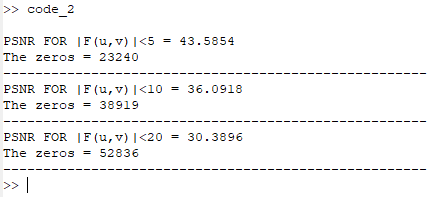 >> code_2
PSNR FOR |F(u,v)|<5 = 43.5854
The zeros = 23240
-----------------------------------------------------
PSNR FOR |F(u,v)|<10 = 36.0918
The zeros = 38919
-----------------------------------------------------
PSNR FOR |F(u,v)|<20 = 30.3896
The zeros = 52836
-----------------------------------------------------
>>